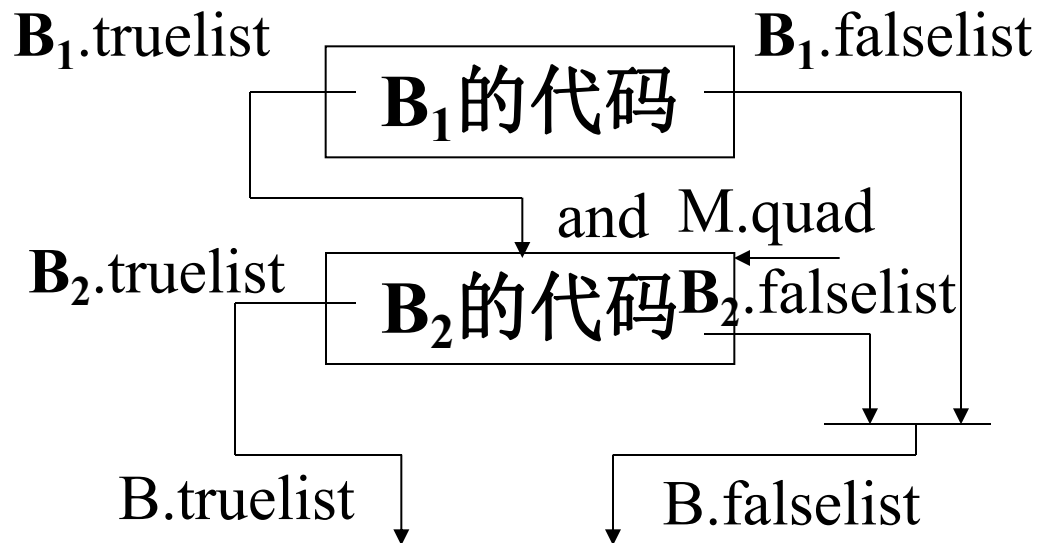 B₁.truelist
B₁.falselist
B₁的代码
and M.quad
B₂.truelist
B₂的代码
B₂.falselist
B.truelist
B.falselist